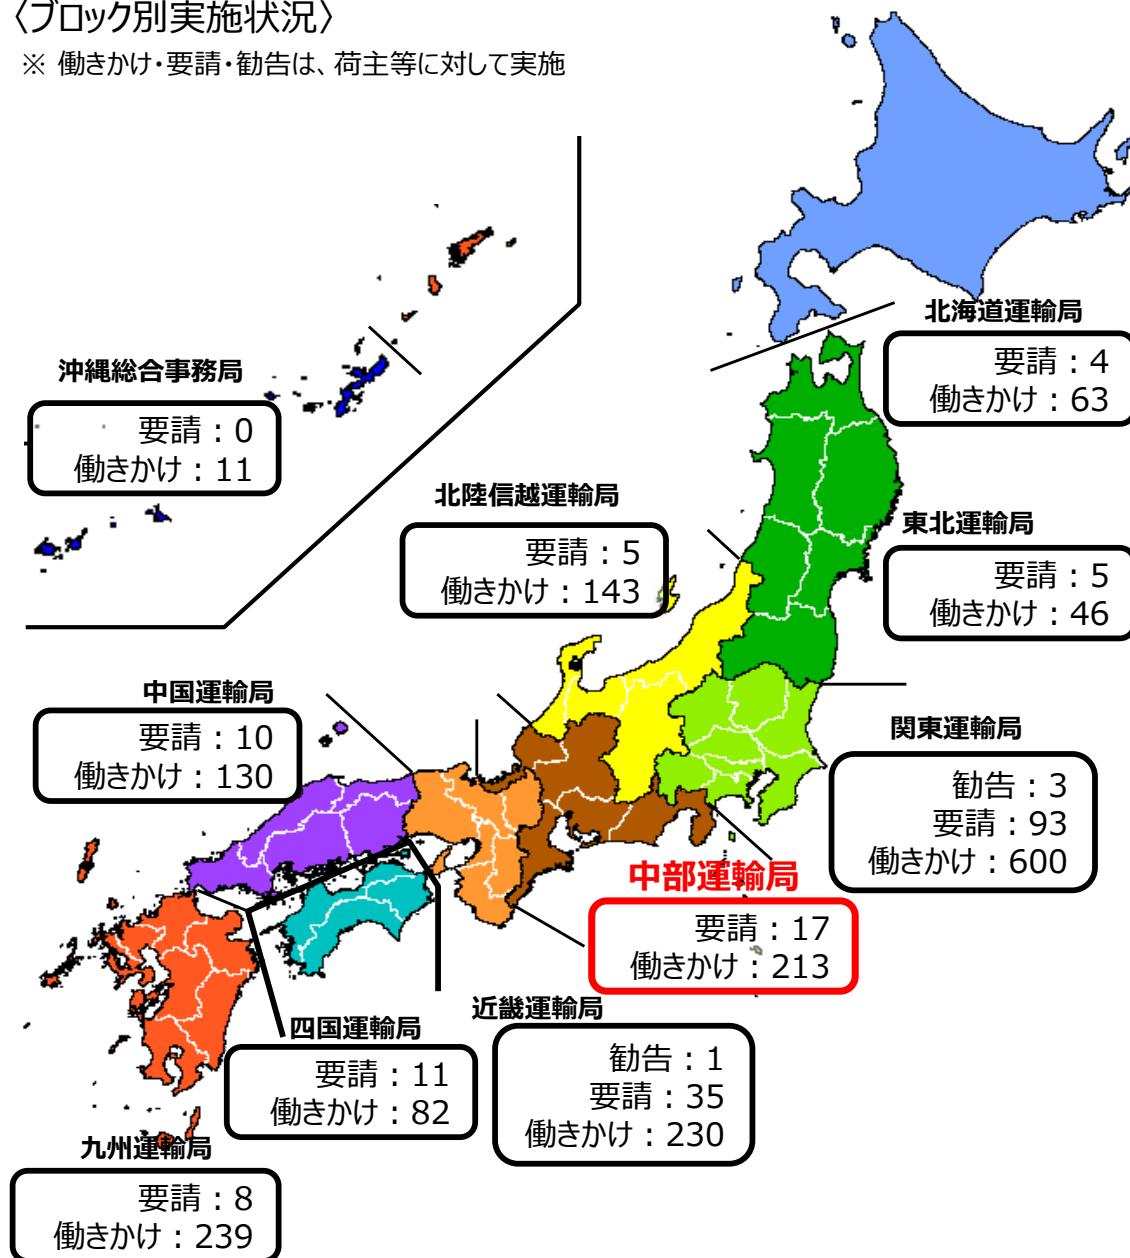 〈ブロック別実施状況〉
※ 働きかけ・要請・勧告は、荷主等に対して実施
北海道運輸局
要請：4
働きかけ：63
沖縄総合事務局
要請：0
働きかけ：11
北陸信越運輸局
要請：5
働きかけ：143
東北運輸局
要請：5
働きかけ：46
中国運輸局
要請：10
働きかけ：130
関東運輸局
勧告：3
要請：93
働きかけ：600
中部運輸局
要請：17
働きかけ：213
近畿運輸局
勧告：1
要請：35
働きかけ：230
四国運輸局
要請：11
働きかけ：82
九州運輸局
要請：8
働きかけ：239